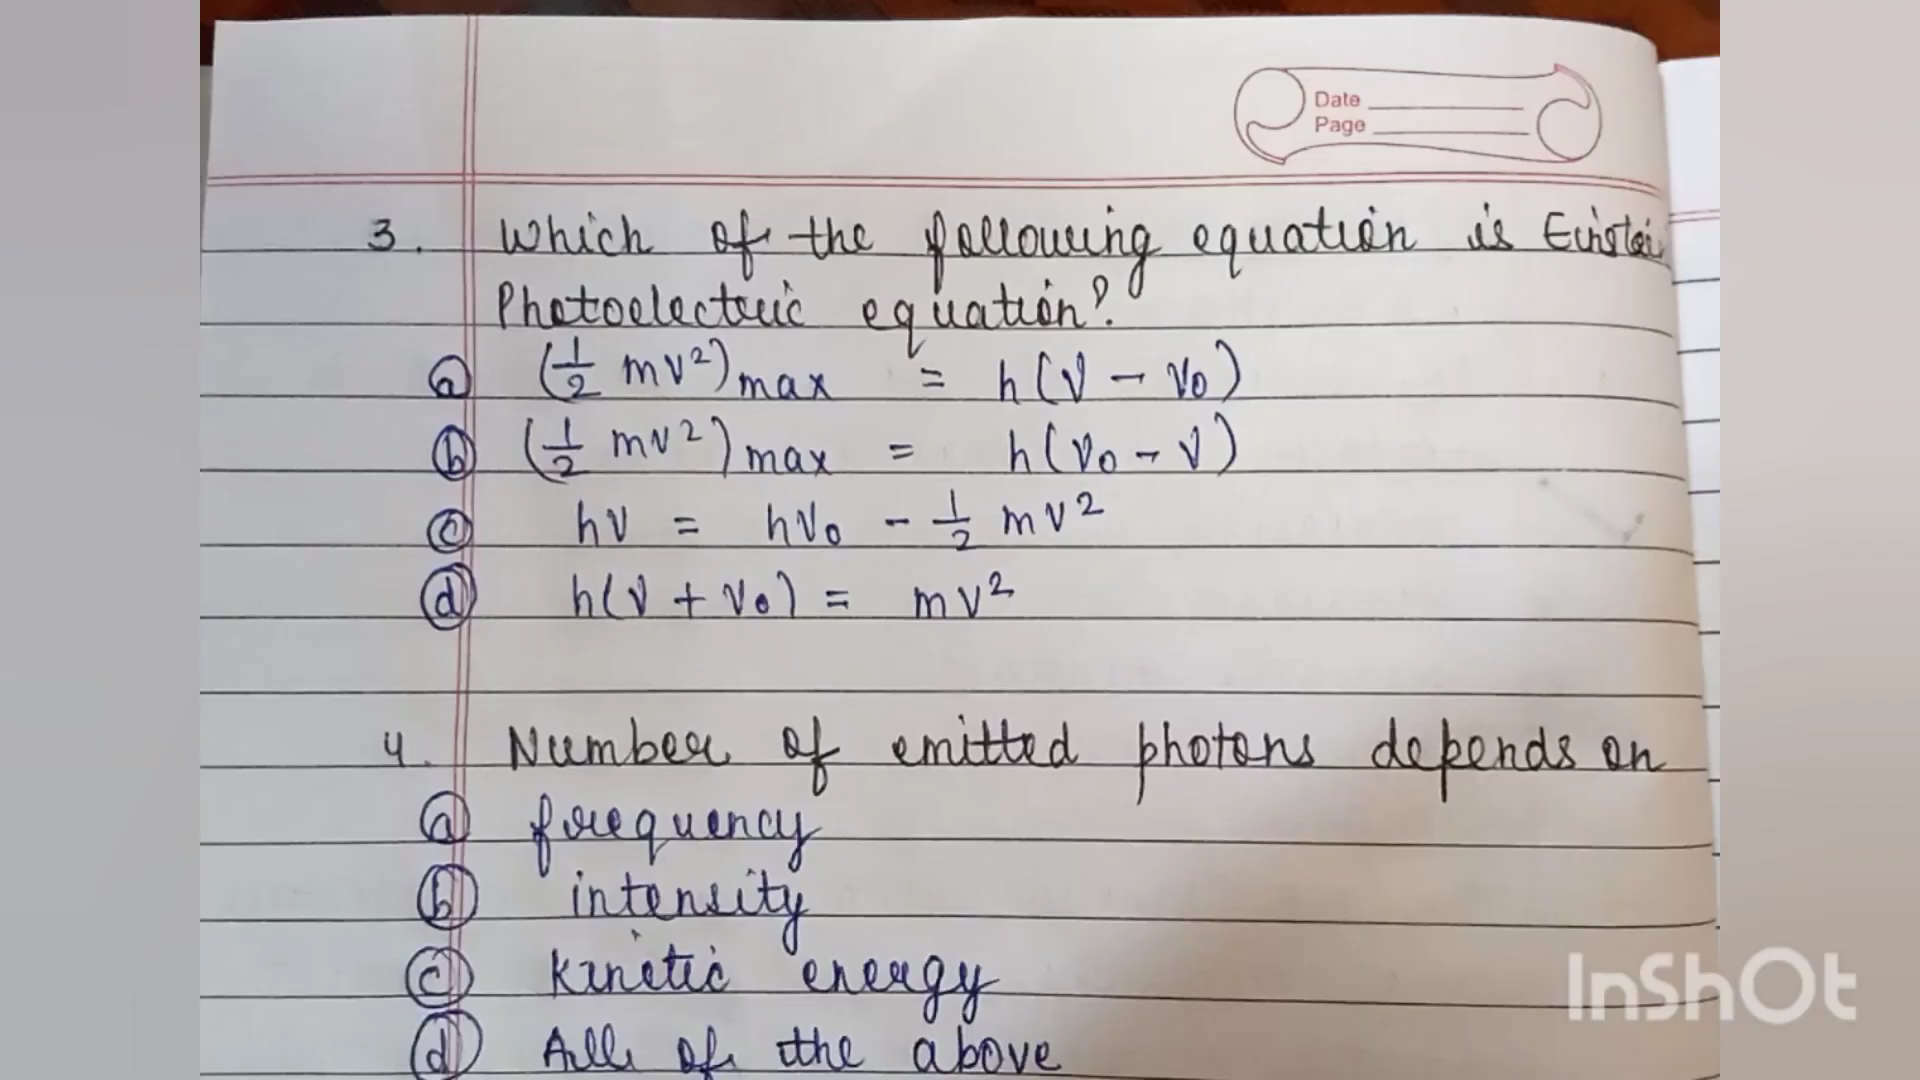 Date
Page
3. Which of the following equation is Einstei
Photoelectric equation?
(a) (1/2 mv²)max = h(ν - ν₀)
(b) (1/2 mv²)max = h(ν₀ - ν)
(c) hν = hν₀ - 1/2 mv²
(d) h(ν + ν₀) = mv²
4. Number of emitted photons depends on
(a) frequency
(b) intensity
(c) Kinetic energy
(d) All of the above
InShOt